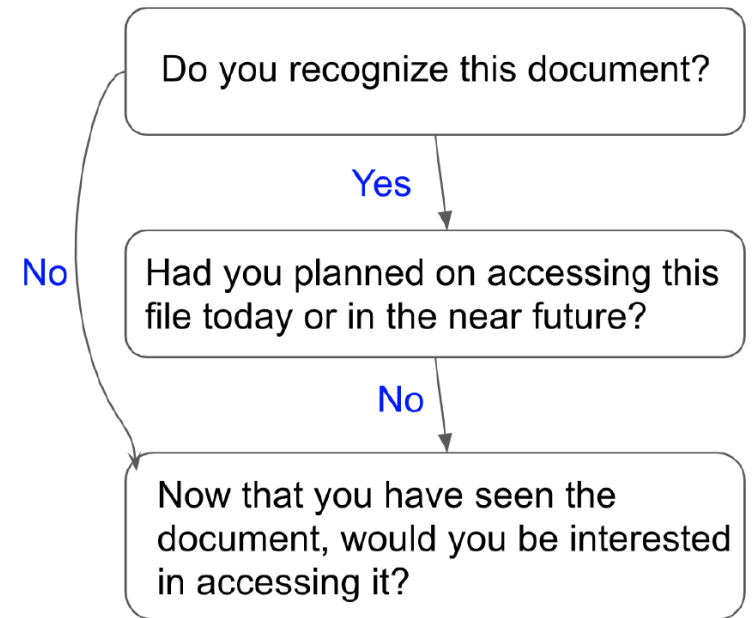 Do you recognize this document?
Yes
No
Had you planned on accessing this
file today or in the near future?
No
Now that you have seen the
document, would you be interested
in accessing it?